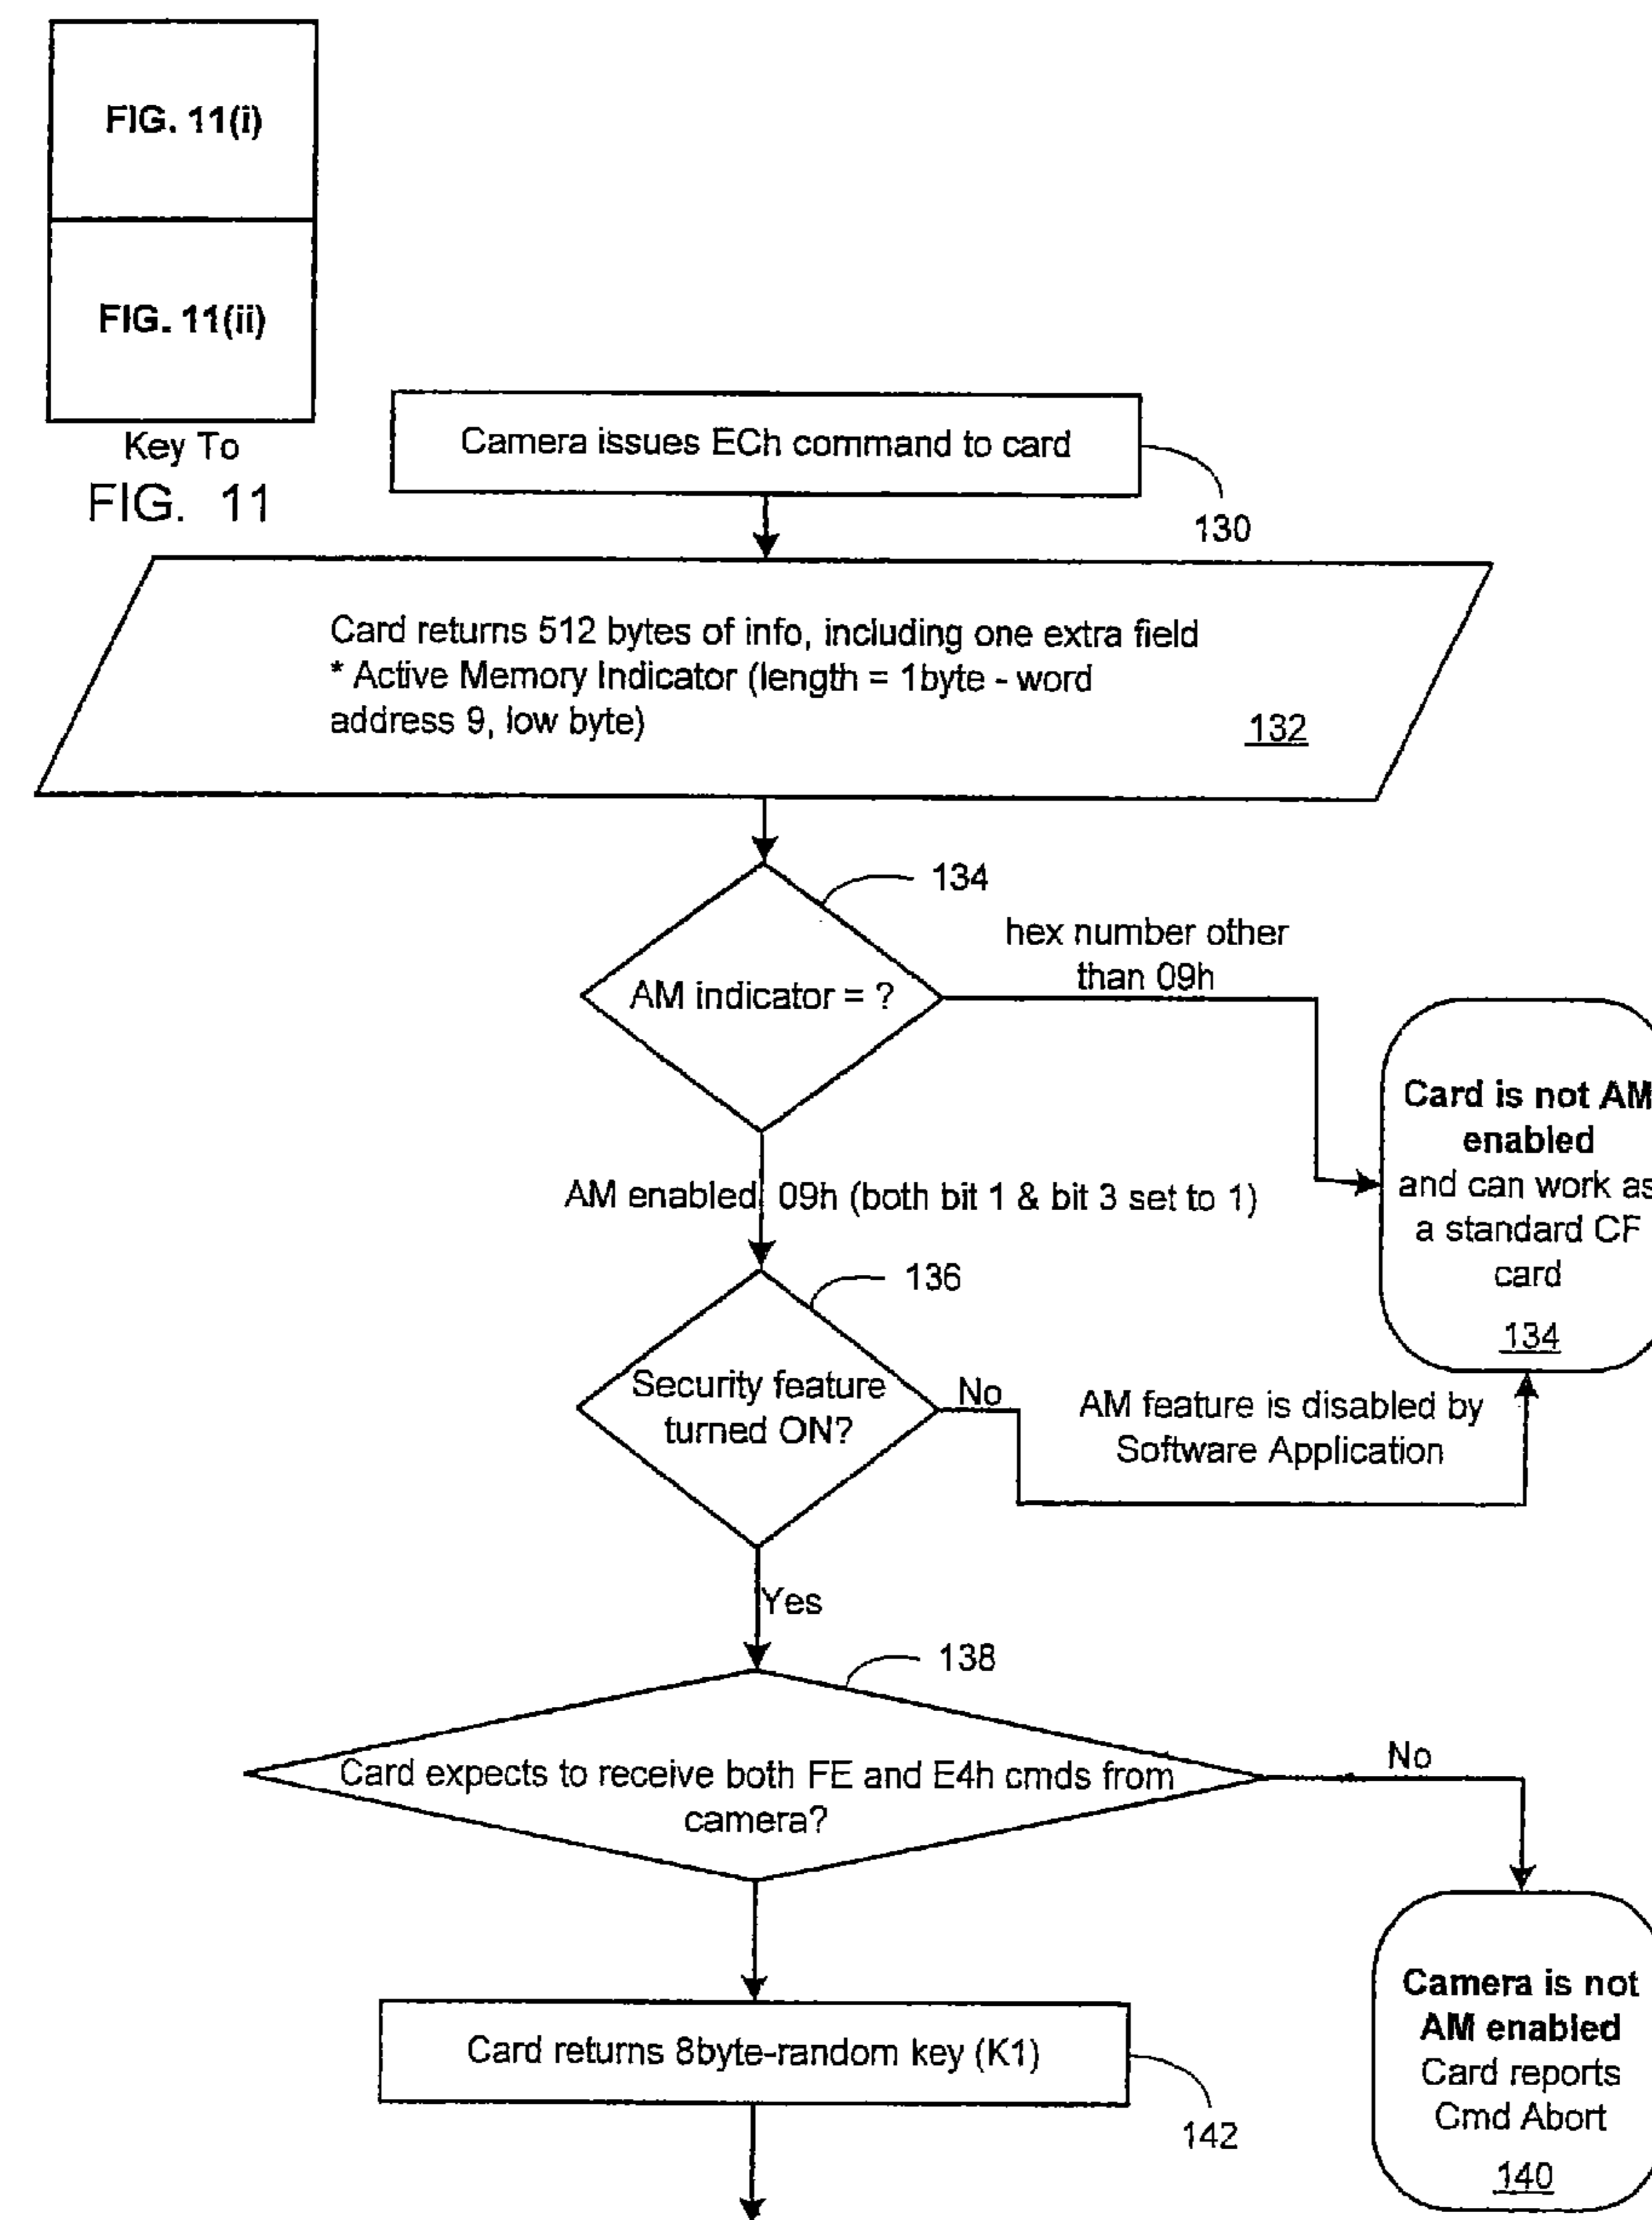 FIG. 11(i)
FIG. 11(ii)
Key To
FIG. 11
Camera issues ECh command to card
130
Card returns 512 bytes of info, including one extra field
* Active Memory Indicator (length = 1byte - word
address 9, low byte)
132
134
AM indicator = ?
hex number other
than 09h
Card is not AM
enabled
and can work as
a standard CF
card
134
AM enabled 09h (both bit 1 & bit 3 set to 1)
136
Security feature
turned ON?
No
AM feature is disabled by
Software Application
Yes
138
Card expects to receive both FE and E4h cmds from
camera?
No
Camera is not
AM enabled
Card reports
Cmd Abort
140
Card returns 8byte-random key (K1)
142